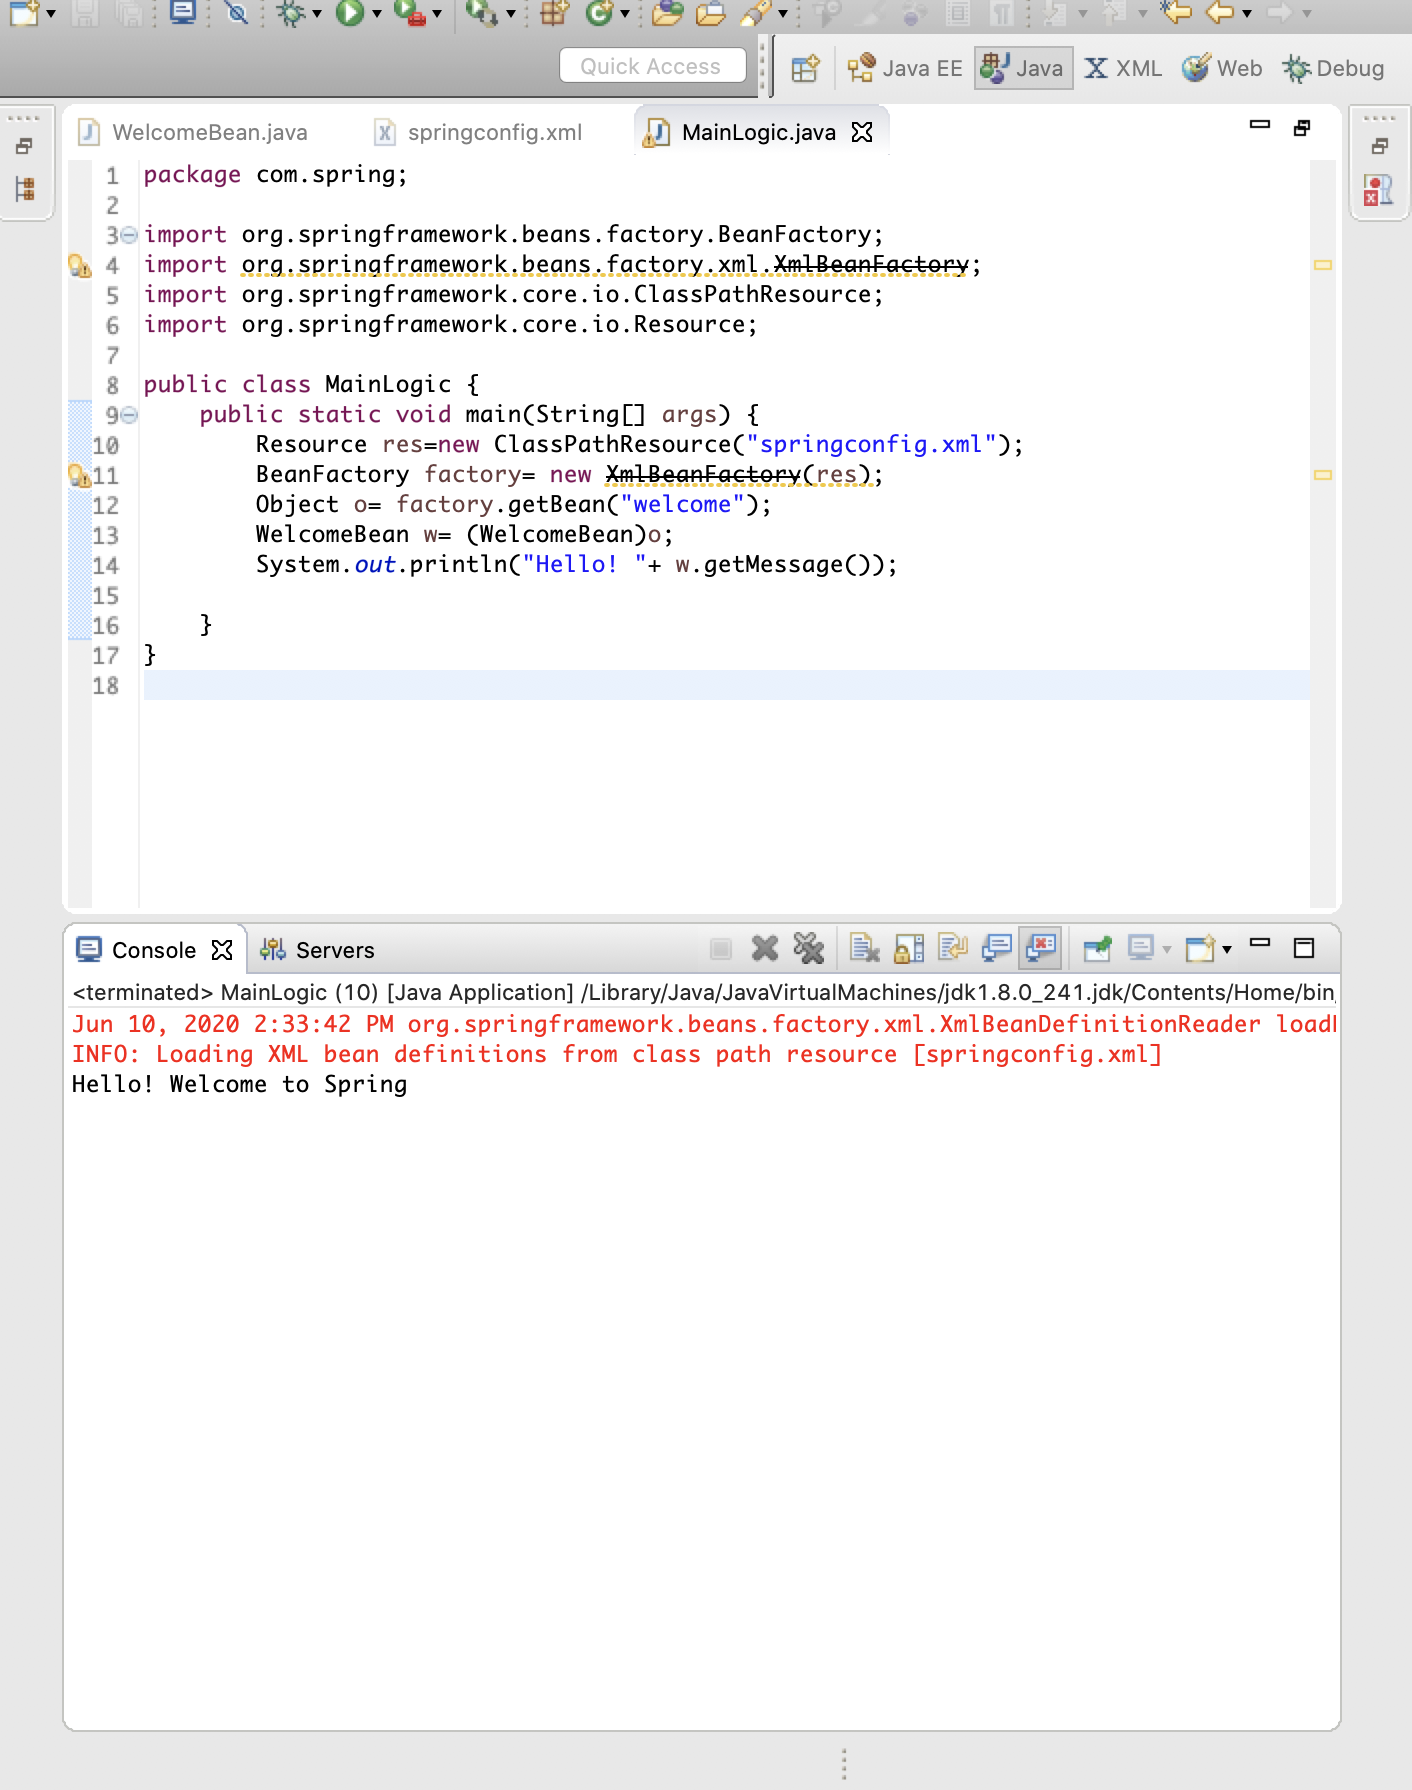 Quick Access
Java EE
Java
XML
Web
Debug
WelcomeBean.java
springconfig.xml
MainLogic.java
1 package com.spring;
2
3 import org.springframework.beans.factory.BeanFactory;
4 import org.springframework.beans.factory.xml.XmlBeanFactory;
5 import org.springframework.core.io.ClassPathResource;
6 import org.springframework.core.io.Resource;
7
8 public class MainLogic {
9     public static void main(String[] args) {
10         Resource res=new ClassPathResource("springconfig.xml");
11         BeanFactory factory= new XmlBeanFactory(res);
12         Object o= factory.getBean("welcome");
13         WelcomeBean w= (WelcomeBean)o;
14         System.out.println("Hello! "+ w.getMessage());
15
16     }
17 }
18
Console
Servers
<terminated> MainLogic (10) [Java Application] /Library/Java/JavaVirtualMachines/jdk1.8.0_241.jdk/Contents/Home/bin
Jun 10, 2020 2:33:42 PM org.springframework.beans.factory.xml.XmlBeanDefinitionReader load
INFO: Loading XML bean definitions from class path resource [springconfig.xml]
Hello! Welcome to Spring